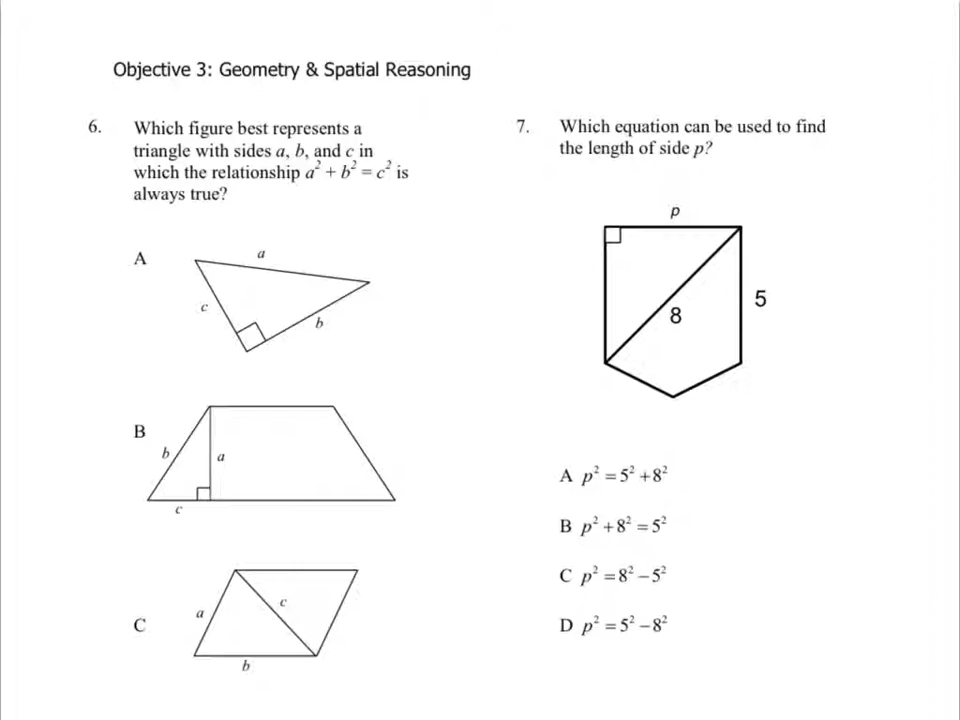 Objective 3: Geometry & Spatial Reasoning
6. Which figure best represents a
triangle with sides a, b, and c in
which the relationship a² + b² = c² is
always true?
A
a
c
b
B
b
a
c
C
a
c
b
7. Which equation can be used to find
the length of side p?
p
5
8
A p² = 5² + 8²
B p² + 8² = 5²
C p² = 8² – 5²
D p² = 5² – 8²